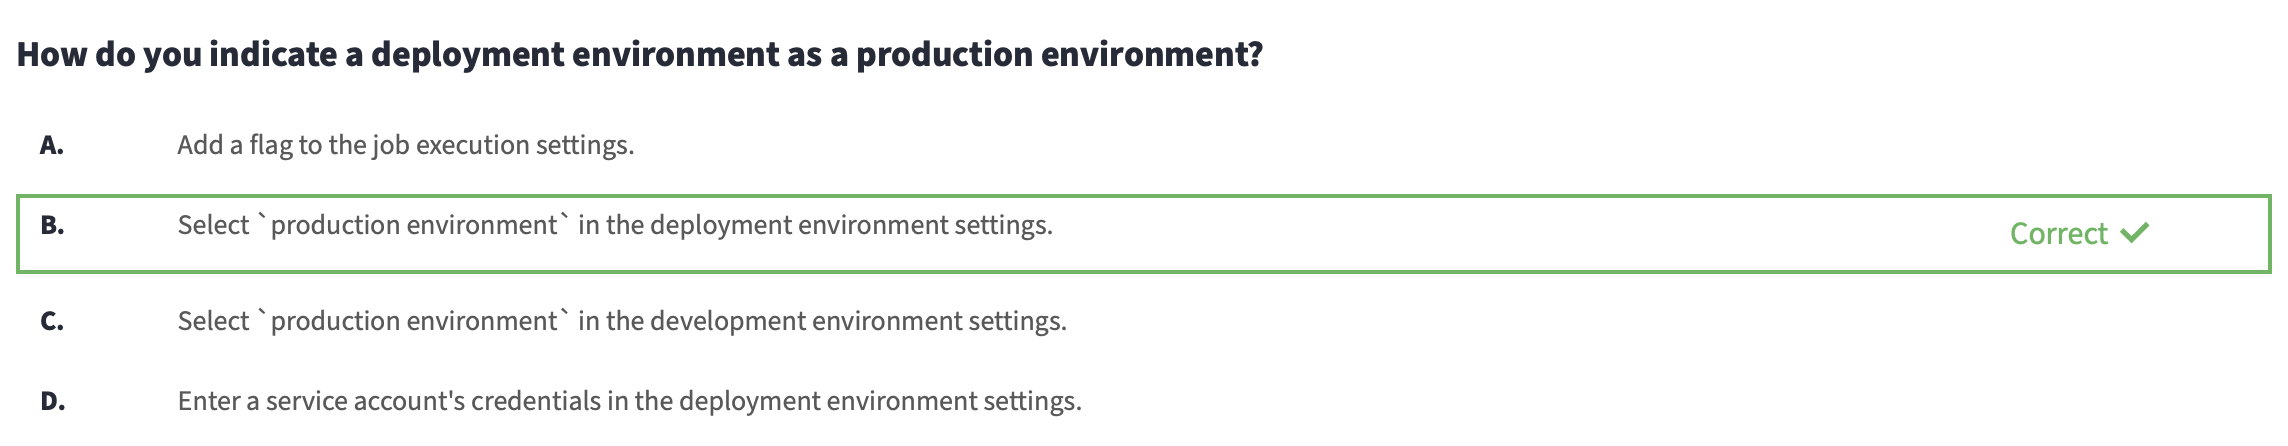 How do you indicate a deployment environment as a production environment?
A. Add a flag to the job execution settings.
B. Select `production environment` in the deployment environment settings. Correct ✓
C. Select `production environment` in the development environment settings.
D. Enter a service account's credentials in the deployment environment settings.